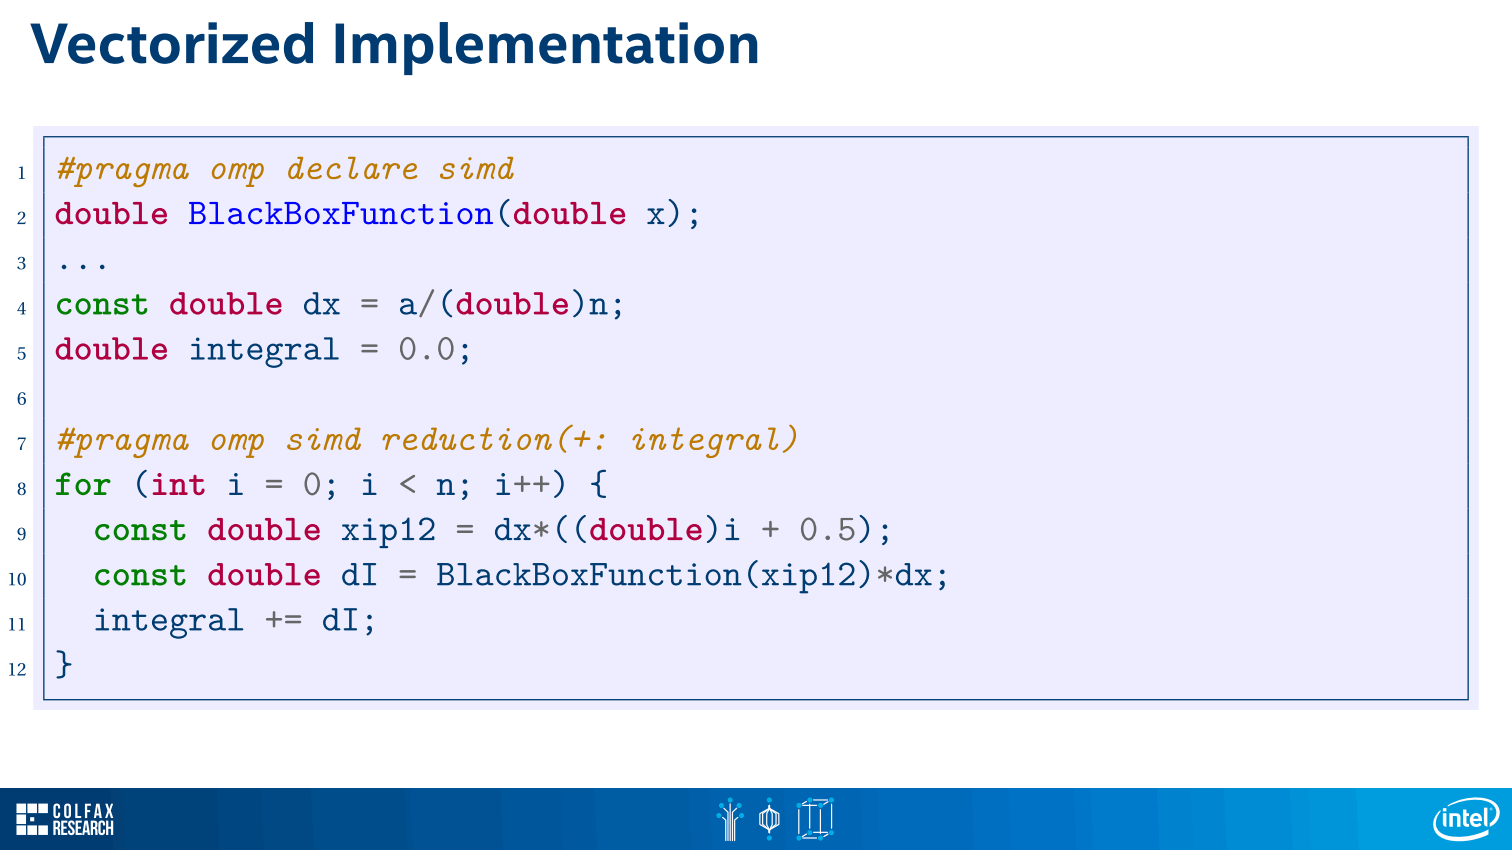 Vectorized Implementation
1 #pragma omp declare simd
2 double BlackBoxFunction(double x);
3 ...
4 const double dx = a/(double)n;
5 double integral = 0.0;
6
7 #pragma omp simd reduction(+: integral)
8 for (int i = 0; i < n; i++) {
9   const double xip12 = dx*((double)i + 0.5);
10   const double dI = BlackBoxFunction(xip12)*dx;
11   integral += dI;
12 }
COLFAX
RESEARCH
intel